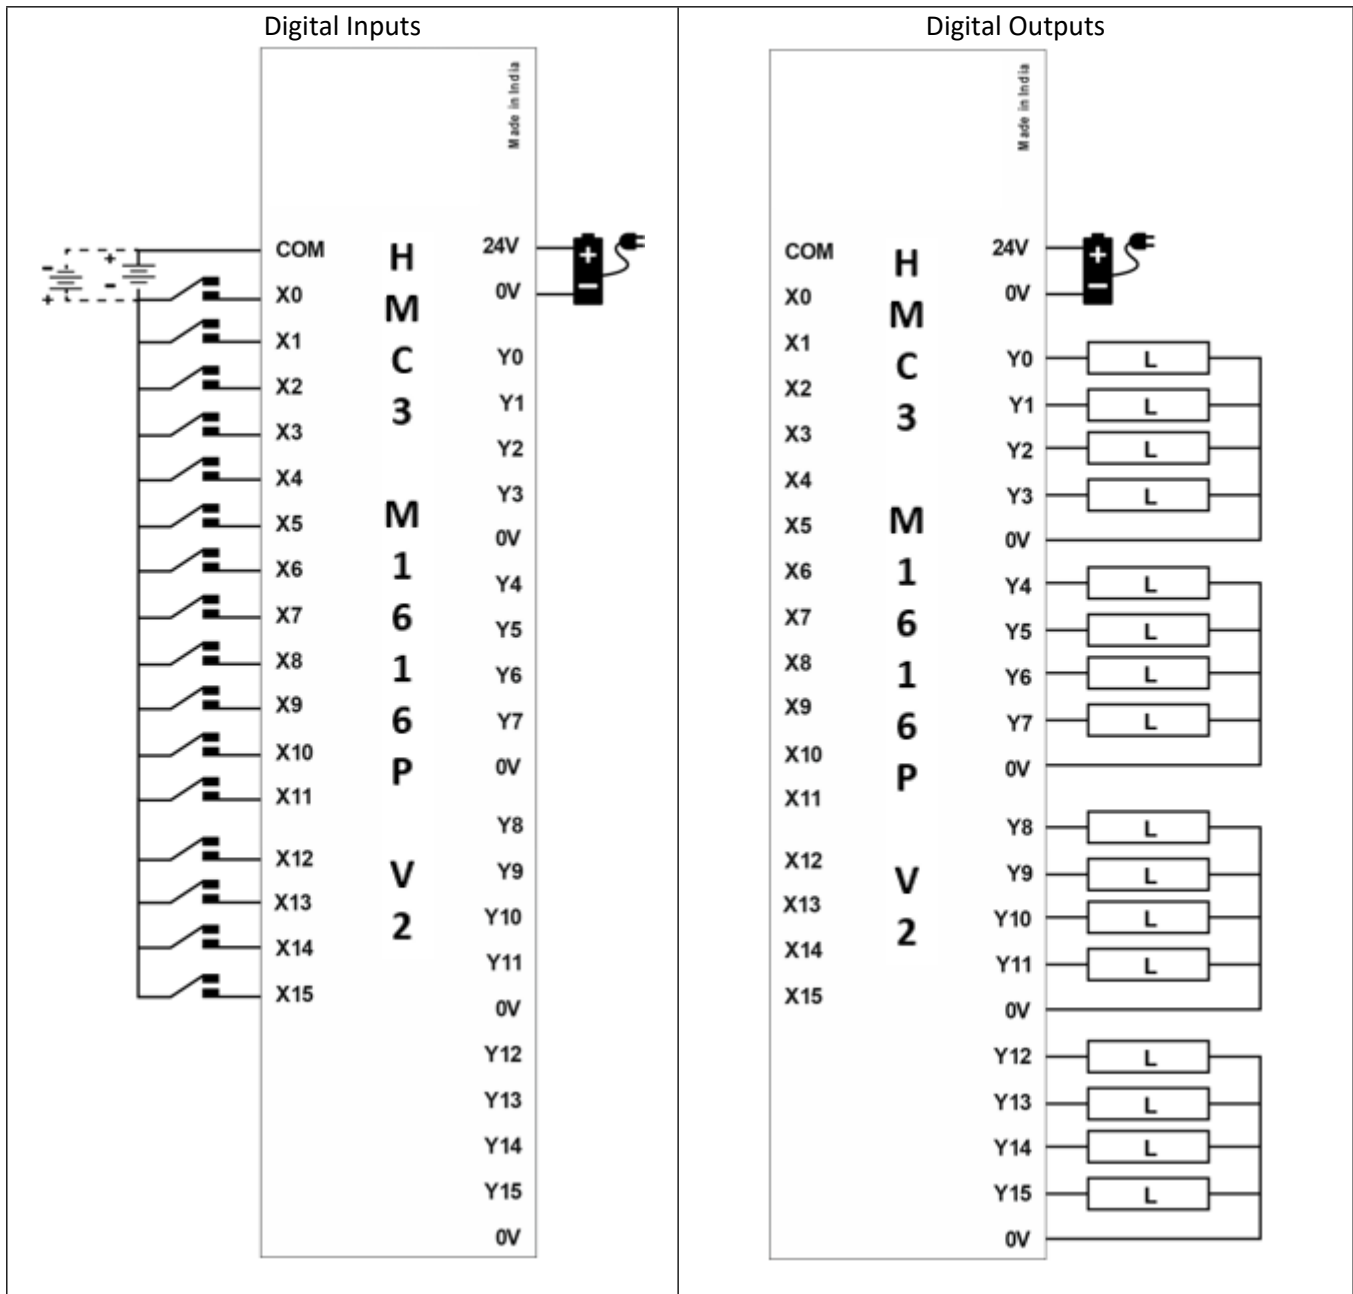 Digital Inputs
Made in India
COM
X0
X1
X2
X3
X4
X5
X6
X7
X8
X9
X10
X11
X12
X13
X14
X15
H
M
C
3
M
1
6
1
6
P
V
2
24V
0V
Y0
Y1
Y2
Y3
0V
Y4
Y5
Y6
Y7
0V
Y8
Y9
Y10
Y11
0V
Y12
Y13
Y14
Y15
0V
+
-
-
+
+
-
Digital Outputs
Made in India
COM
X0
X1
X2
X3
X4
X5
X6
X7
X8
X9
X10
X11
X12
X13
X14
X15
H
M
C
3
M
1
6
1
6
P
V
2
24V
0V
+
-
Y0 L
Y1 L
Y2 L
Y3 L
0V
Y4 L
Y5 L
Y6 L
Y7 L
0V
Y8 L
Y9 L
Y10 L
Y11 L
0V
Y12 L
Y13 L
Y14 L
Y15 L
0V